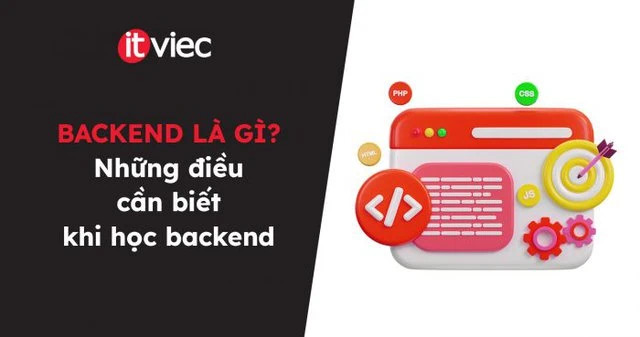 itviec
BACKEND LÀ GÌ?
Những điều
cần biết
khi học backend
PHP
CSS
HTML
</>
JS